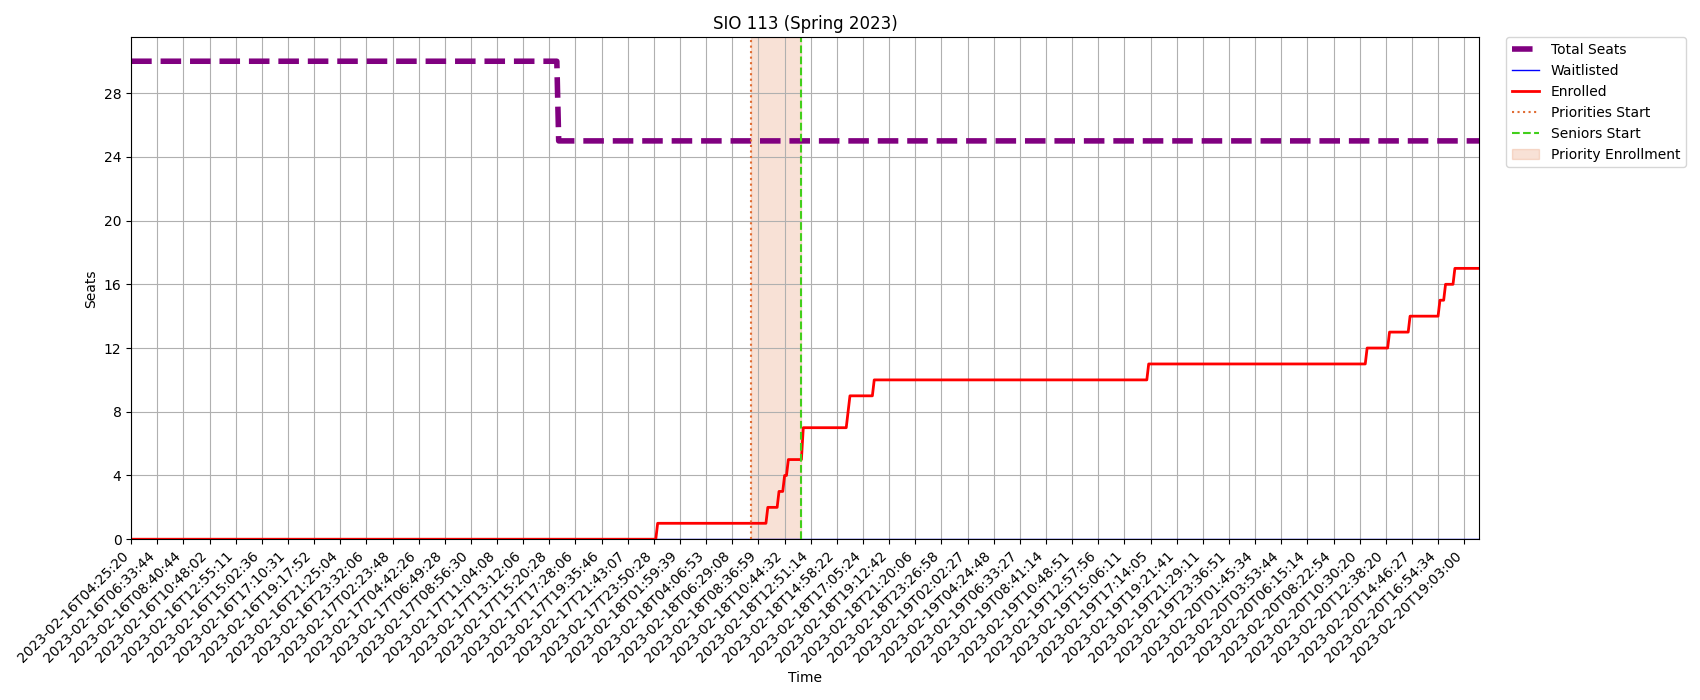 SIO 113 (Spring 2023)
Total Seats
Waitlisted
Enrolled
Priorities Start
Seniors Start
Priority Enrollment
Seats
28
24
20
16
12
8
4
0
2023-02-16T04:25:20
2023-02-16T06:33:44
2023-02-16T08:40:44
2023-02-16T10:48:02
2023-02-16T12:55:11
2023-02-16T15:02:36
2023-02-16T17:10:31
2023-02-16T19:17:52
2023-02-16T21:25:04
2023-02-16T23:32:06
2023-02-17T02:23:48
2023-02-17T04:42:26
2023-02-17T06:49:28
2023-02-17T08:56:30
2023-02-17T11:04:08
2023-02-17T13:12:06
2023-02-17T15:20:28
2023-02-17T17:28:06
2023-02-17T19:35:46
2023-02-17T21:43:07
2023-02-17T23:50:28
2023-02-18T01:59:39
2023-02-18T04:06:53
2023-02-18T06:29:08
2023-02-18T08:36:59
2023-02-18T10:44:32
2023-02-18T12:51:14
2023-02-18T14:58:22
2023-02-18T17:05:24
2023-02-18T19:12:42
2023-02-18T21:20:06
2023-02-18T23:26:58
2023-02-19T02:02:27
2023-02-19T04:24:48
2023-02-19T06:33:27
2023-02-19T08:41:14
2023-02-19T10:48:51
2023-02-19T12:57:56
2023-02-19T15:06:11
2023-02-19T17:14:05
2023-02-19T19:21:41
2023-02-19T21:29:11
2023-02-19T23:36:51
2023-02-20T01:45:34
2023-02-20T03:53:44
2023-02-20T06:15:14
2023-02-20T08:22:54
2023-02-20T10:30:20
2023-02-20T12:38:20
2023-02-20T14:46:27
2023-02-20T16:54:34
2023-02-20T19:03:00
Time